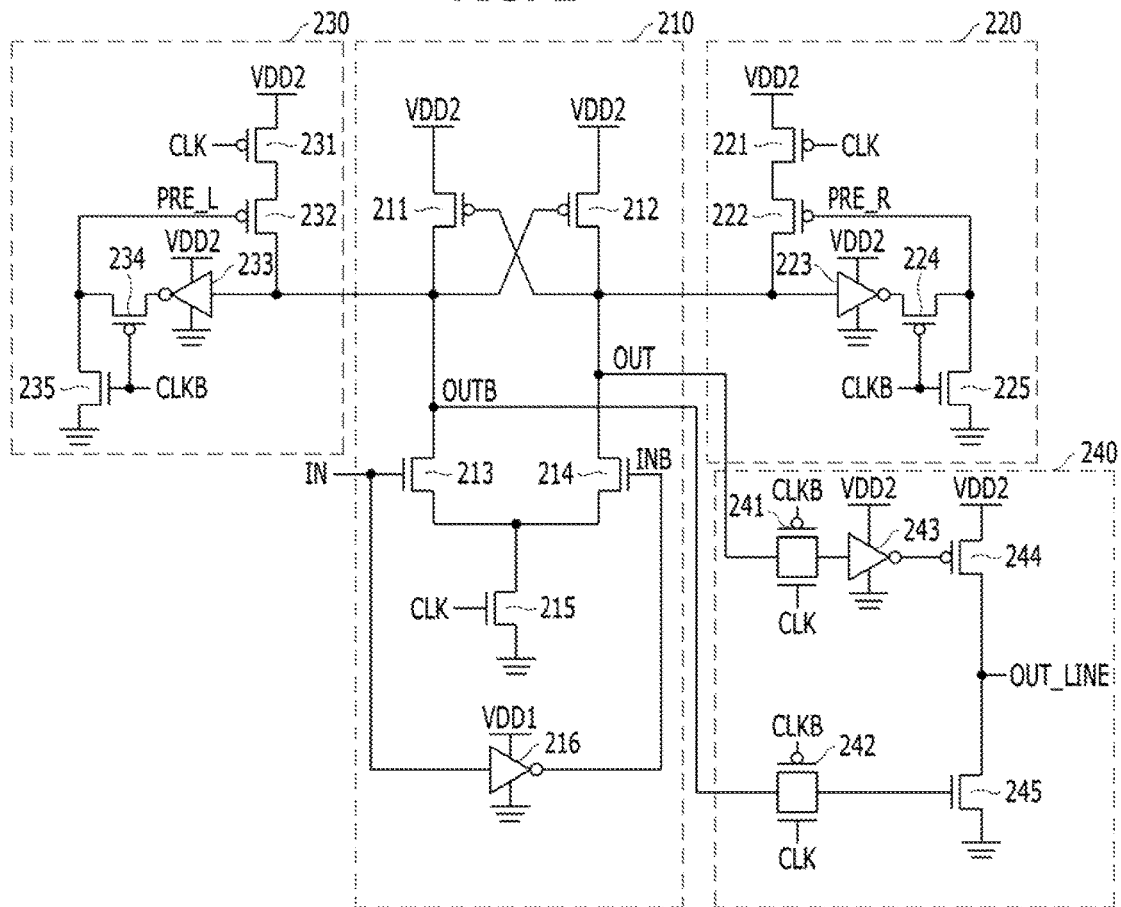 230
210
220
VDD2
CLK
231
PRE_L
232
VDD2
234
233
235
CLKB
VDD2
VDD2
211
212
OUT
OUTB
IN
213
214
INB
CLK
215
VDD1
216
VDD2
221
CLK
222
PRE_R
VDD2
223
224
CLKB
225
240
CLKB
241
VDD2
243
VDD2
244
CLK
OUT_LINE
CLKB
242
245
CLK